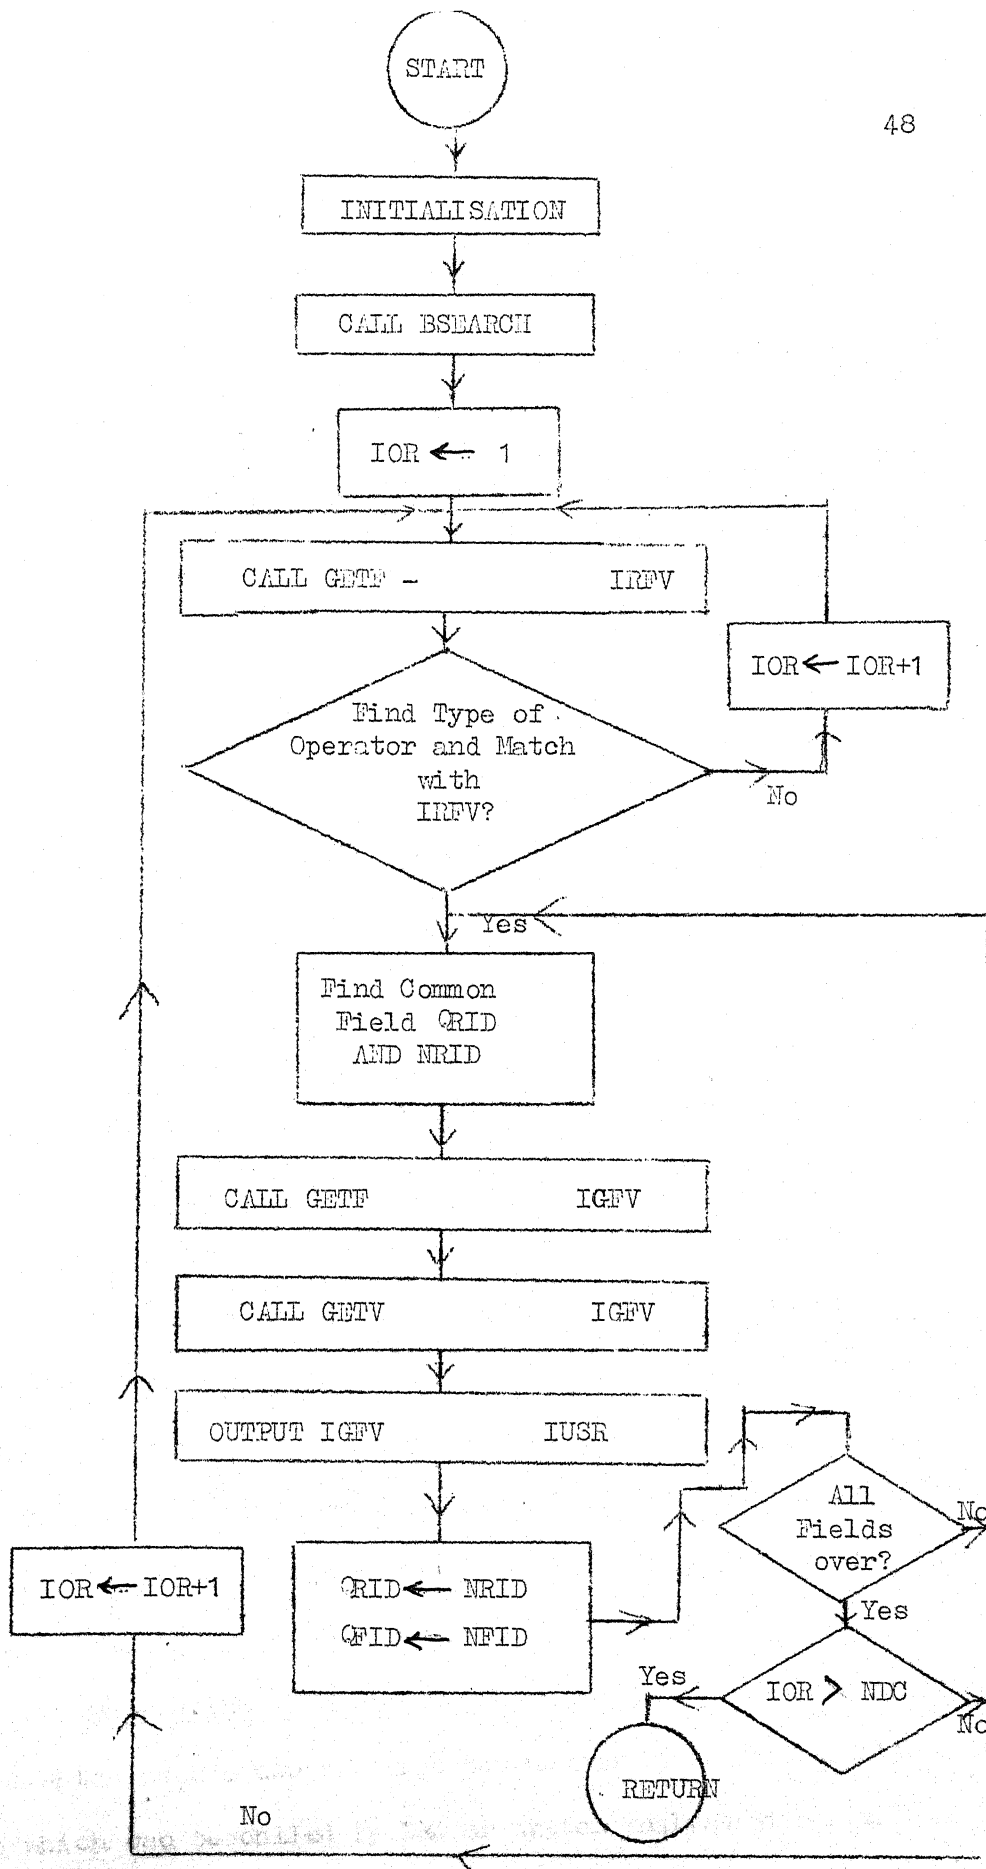 START
48
INITIALISATION
CALL BSEARCH
IOR ← 1
CALL GETF - IRFV
IOR ← IOR+1
Find Type of
Operator and Match
with
IRFV?
No
Yes
Find Common
Field QRID
AND NRID
CALL GETF IGFV
CALL GETV IGFV
OUTPUT IGFV IUSR
All
Fields
over?
No
Yes
IOR ← IOR+1
QRID ← NRID
QFID ← NFID
IOR > NDC
Yes
No
RETURN
No